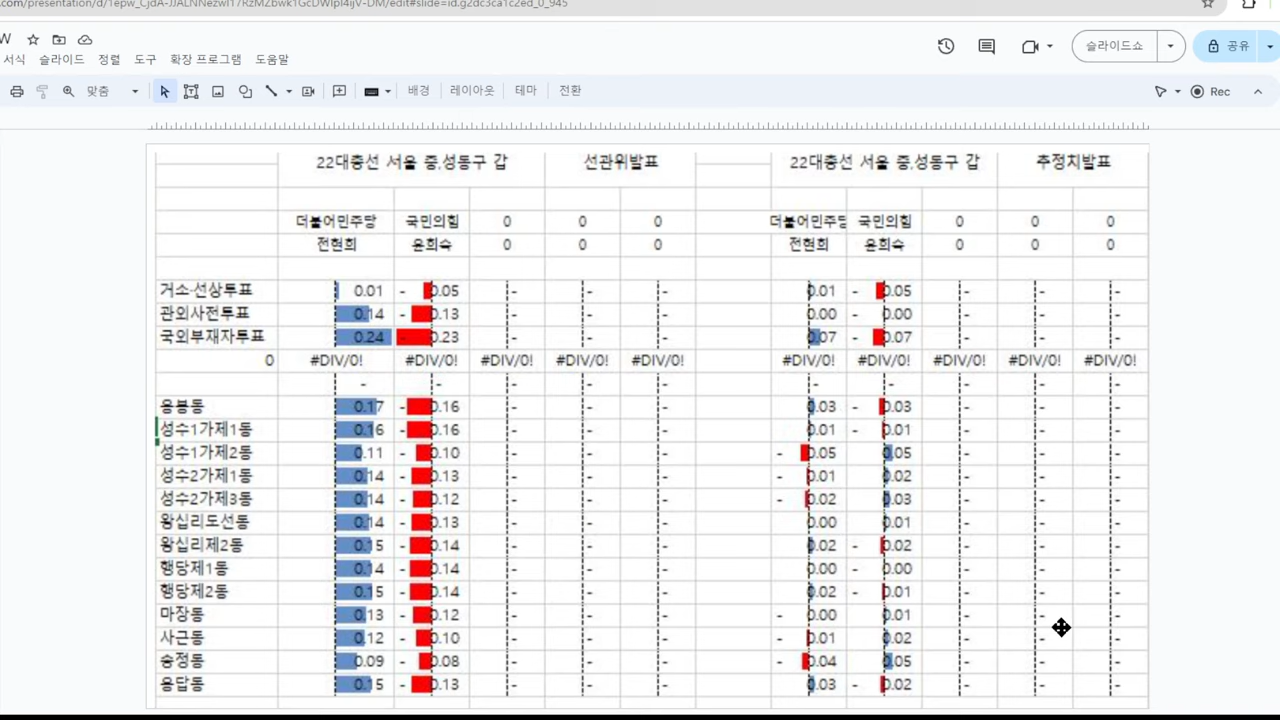 .com/presentation/d/1epw_CjdA-JJALNNezwI17RzMZbwk1GcDWIpI4ijV-DM/edit#slide=id.g2dc3ca1c2ed_0_945
W
서식 슬라이드 정렬 도구 확장 프로그램 도움말
슬라이드쇼 공유
맞춤 배경 레이아웃 테마 전환 Rec
22대총선 서울 중,성동구 갑 선관위발표 22대총선 서울 중,성동구 갑 추정치발표
더불어민주당 국민의힘 0 0 0 더불어민주당 국민의힘 0 0 0
전현희 윤희숙 0 0 0 전현희 윤희숙 0 0 0
거소·선상투표 0.01 - 0.05 - - - 0.01 - 0.05 - - -
관외사전투표 0.14 - 0.13 - - - 0.00 - 0.00 - - -
국외부재자투표 0.24 - 0.23 - - - 0.07 - 0.07 - - -
0 #DIV/0! #DIV/0! #DIV/0! #DIV/0! #DIV/0! #DIV/0! #DIV/0! #DIV/0! #DIV/0! #DIV/0!
- - - - - - - - - -
응봉동 0.17 - 0.16 - - - 0.03 - 0.03 - - -
성수1가제1동 0.16 - 0.16 - - - 0.01 - 0.01 - - -
성수1가제2동 0.11 - 0.10 - - - - 0.05 0.05 - - -
성수2가제1동 0.14 - 0.13 - - - - 0.01 0.02 - - -
성수2가제3동 0.14 - 0.12 - - - - 0.02 0.03 - - -
왕십리도선동 0.14 - 0.13 - - - 0.00 0.01 - - -
왕십리제2동 0.15 - 0.14 - - - 0.02 - 0.02 - - -
행당제1동 0.14 - 0.14 - - - 0.00 - 0.00 - - -
행당제2동 0.15 - 0.14 - - - 0.02 - 0.01 - - -
마장동 0.13 - 0.12 - - - - 0.00 0.01 - - -
사근동 0.12 - 0.10 - - - - 0.01 0.02 - - -
송정동 0.09 - 0.08 - - - - 0.04 0.05 - - -
용답동 0.15 - 0.13 - - - 0.03 - 0.02 - - -